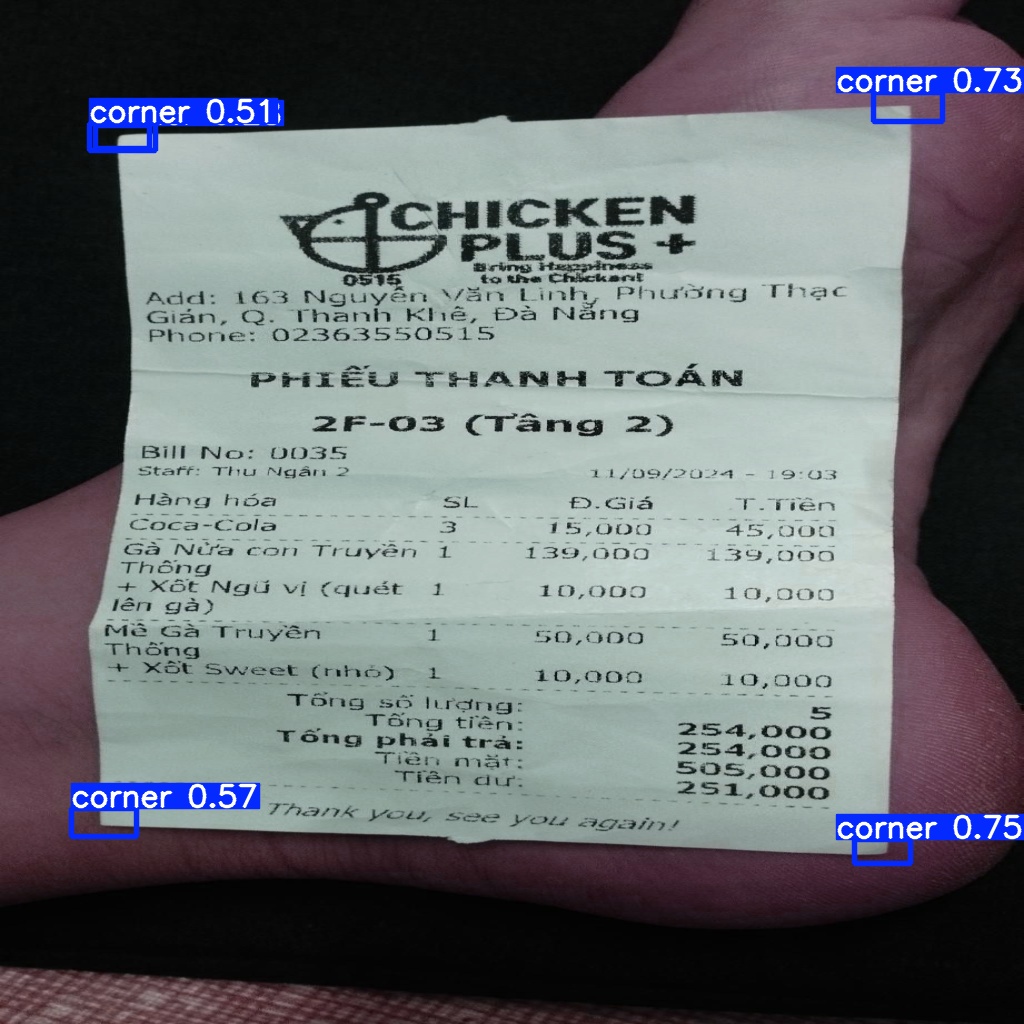 corner 0.51
corner 0.73
CHICKEN
PLUS +
Bring Happiness
to the Chicken!
0515
Add: 163 Nguyễn Văn Linh, Phường Thạc
Gián, Q. Thanh Khê, Đà Nẵng
Phone: 02363550515
PHIẾU THANH TOÁN
2F-03 (Tầng 2)
Bill No: 0035
Staff: Thu Ngân 2 11/09/2024 - 19:03
Hàng hóa SL Đ.Giá T.Tiền
Coca-Cola 3 15,000 45,000
Gà Nửa con Truyền 1 139,000 139,000
Thống
+ Xốt Ngũ vị (quét 1 10,000 10,000
lên gà)
Mề Gà Truyền 1 50,000 50,000
Thống
+ Xốt Sweet (nhỏ) 1 10,000 10,000
Tổng số lượng: 5
Tổng tiền: 254,000
Tổng phải trả: 254,000
Tiền mặt: 505,000
Tiền dư: 251,000
Thank you, see you again!
corner 0.57
corner 0.75